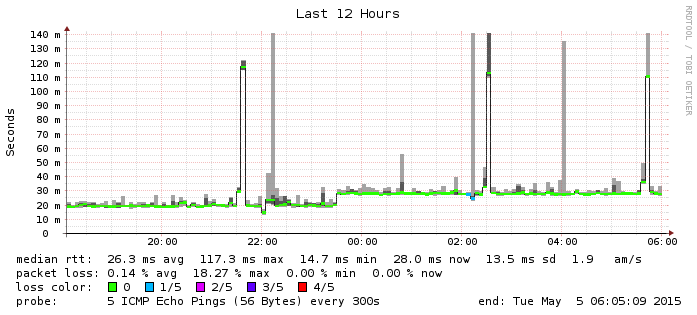 Last 12 Hours
RRDTOOL / TOBI OETIKER
Seconds
140 m
130 m
120 m
110 m
100 m
90 m
80 m
70 m
60 m
50 m
40 m
30 m
20 m
10 m
0 m
20:00 22:00 00:00 02:00 04:00 06:00
median rtt: 26.3 ms avg 117.3 ms max 14.7 ms min 28.0 ms now 13.5 ms sd 1.9 am/s
packet loss: 0.14 % avg 18.27 % max 0.00 % min 0.00 % now
loss color: 0 1/5 2/5 3/5 4/5
probe: 5 ICMP Echo Pings (56 Bytes) every 300s end: Tue May 5 06:05:09 2015